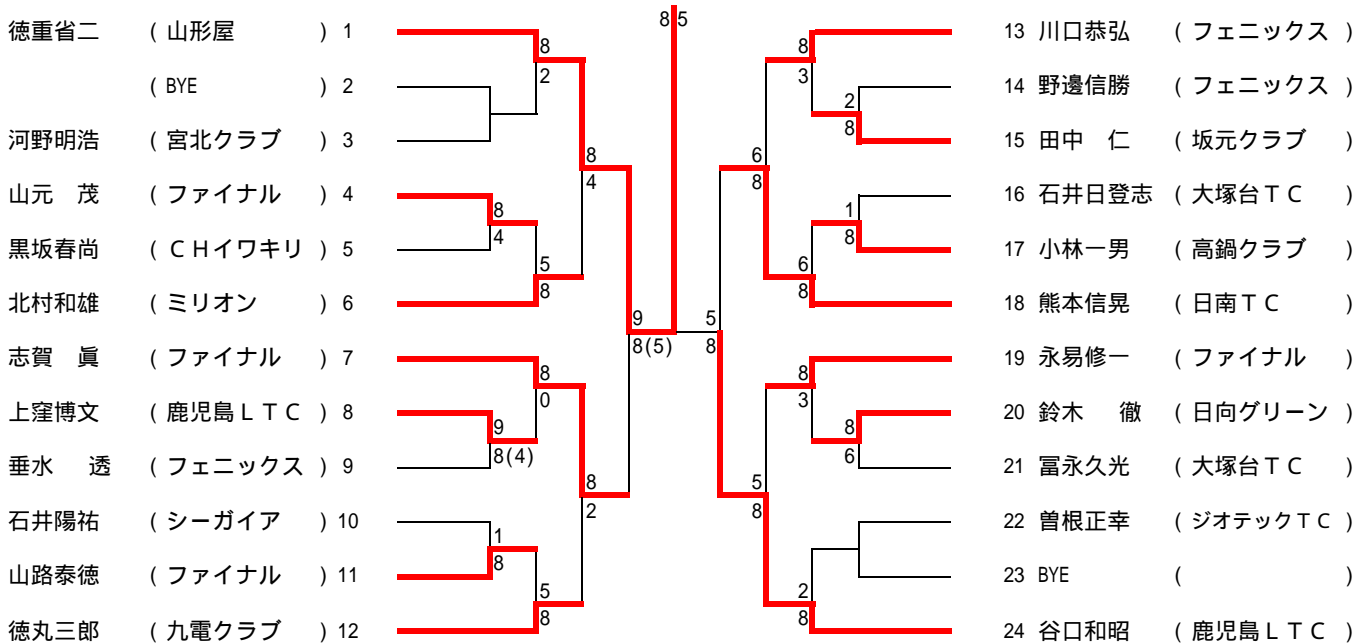 8 5
徳重省二 ( 山形屋 ) 1
( BYE ) 2
河野明浩 ( 宮北クラブ ) 3
山元 茂 ( ファイナル ) 4
黒坂春尚 ( CHイワキリ ) 5
北村和雄 ( ミリオン ) 6
志賀 眞 ( ファイナル ) 7
上窪博文 ( 鹿児島LTC ) 8
垂水 透 ( フェニックス ) 9
石井陽祐 ( シーガイア ) 10
山路泰徳 ( ファイナル ) 11
徳丸三郎 ( 九電クラブ ) 12
8
2
8
4
8
4
5
8
9
8(5)
8
0
9
8(4)
8
2
1
8
5
8
8
3
2
8
6
8
1
8
6
8
5
8
8
3
8
6
5
8
2
8
13 川口恭弘 ( フェニックス )
14 野邊信勝 ( フェニックス )
15 田中 仁 ( 坂元クラブ )
16 石井日登志 ( 大塚台TC )
17 小林一男 ( 高鍋クラブ )
18 熊本信晃 ( 日南TC )
19 永易修一 ( ファイナル )
20 鈴木 徹 ( 日向グリーン )
21 冨永久光 ( 大塚台TC )
22 曽根正幸 ( ジオテックTC )
23 BYE ( )
24 谷口和昭 ( 鹿児島LTC )